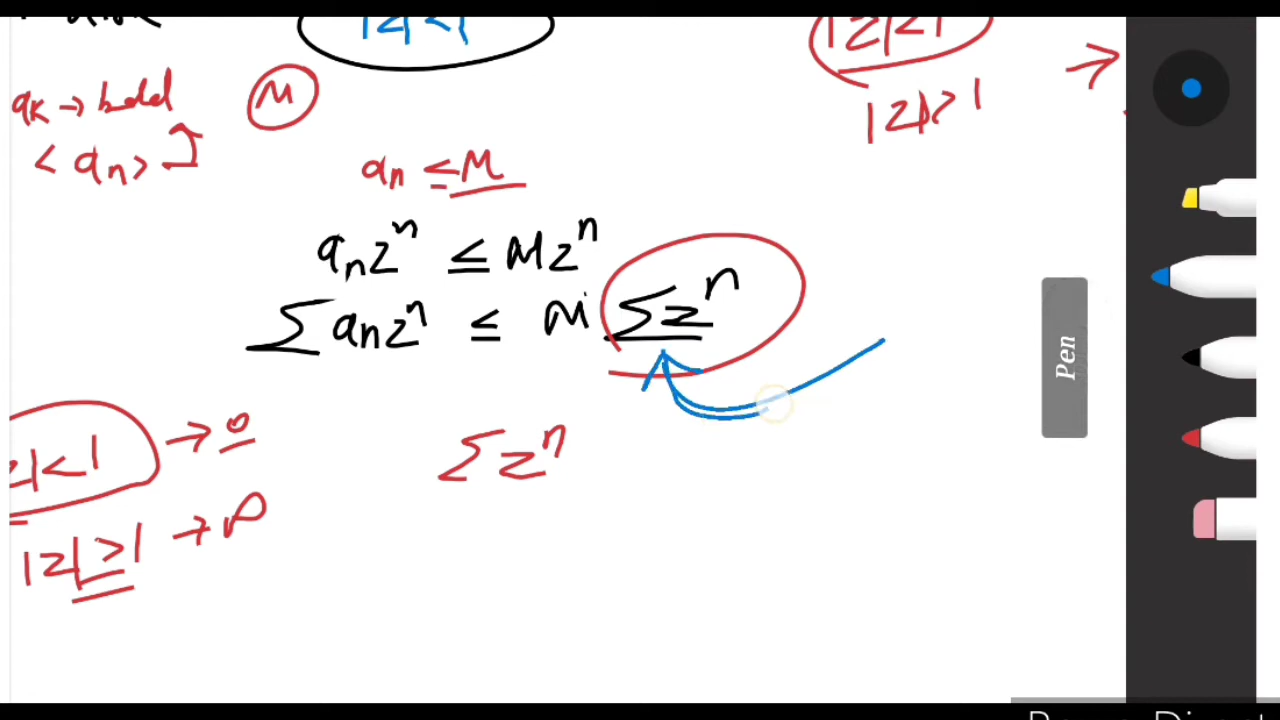 |z|<1
|z|<1
|z|>1
a_k → bdd
<a_n>
M
a_n ≤ M
a_n z^n ≤ M z^n
Σ a_n z^n ≤ M Σ z^n
|z|<1 → 0
|z| ≥ 1 → ∞
Σ z^n
Pen